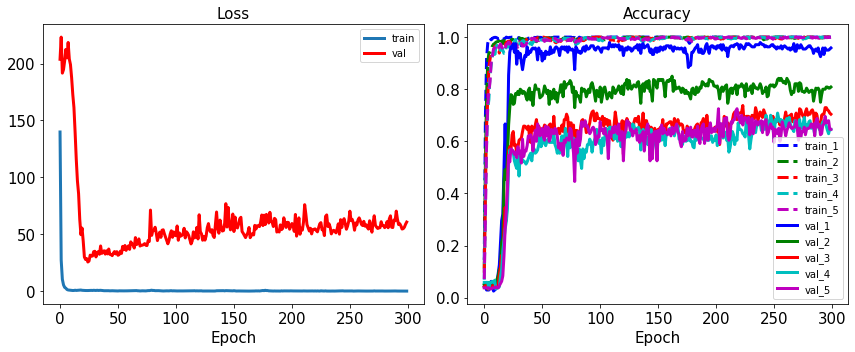 Loss
train
val
200
150
100
50
0
0 50 100 150 200 250 300
Epoch
Accuracy
1.0
0.8
0.6
0.4
0.2
0.0
train_1
train_2
train_3
train_4
train_5
val_1
val_2
val_3
val_4
val_5
0 50 100 150 200 250 300
Epoch